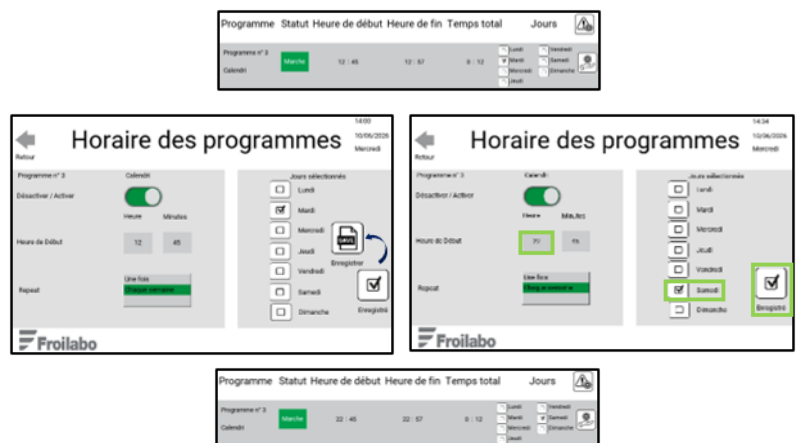 Programme Statut Heure de début Heure de fin Temps total Jours
Programme n° 3
Calendri
Marche 12 : 45 12 : 57 0 : 12
Lundi Vendredi
Mardi Samedi
Mercredi Dimanche
Jeudi
Retour
Horaire des programmes
14:00
10/06/2026
Mercredi
Programme n° 3 Calendri
Désactiver / Activer
Heure Minutes
Heure de Début 12 45
Repeat
Une fois
Chaque semaine
Jours sélectionnés
Lundi
Mardi
Mercredi
Jeudi
Vendredi
Samedi
Dimanche
SAVE
Enregistrer
Enregistré
Froilabo
Retour
Horaire des programmes
14:34
10/06/2026
Mercredi
Programme n° 3 Calendri
Désactiver / Activer
Heure Minutes
Heure de Début
Repeat
Une fois
Chaque semaine
Jours sélectionnés
Lundi
Mardi
Mercredi
Jeudi
Vendredi
Samedi
Dimanche
Enregistré
Froilabo
Programme Statut Heure de début Heure de fin Temps total Jours
Programme n° 3
Calendri
Marche 22 : 45 22 : 57 0 : 12
Lundi Vendredi
Mardi Samedi
Mercredi Dimanche
Jeudi